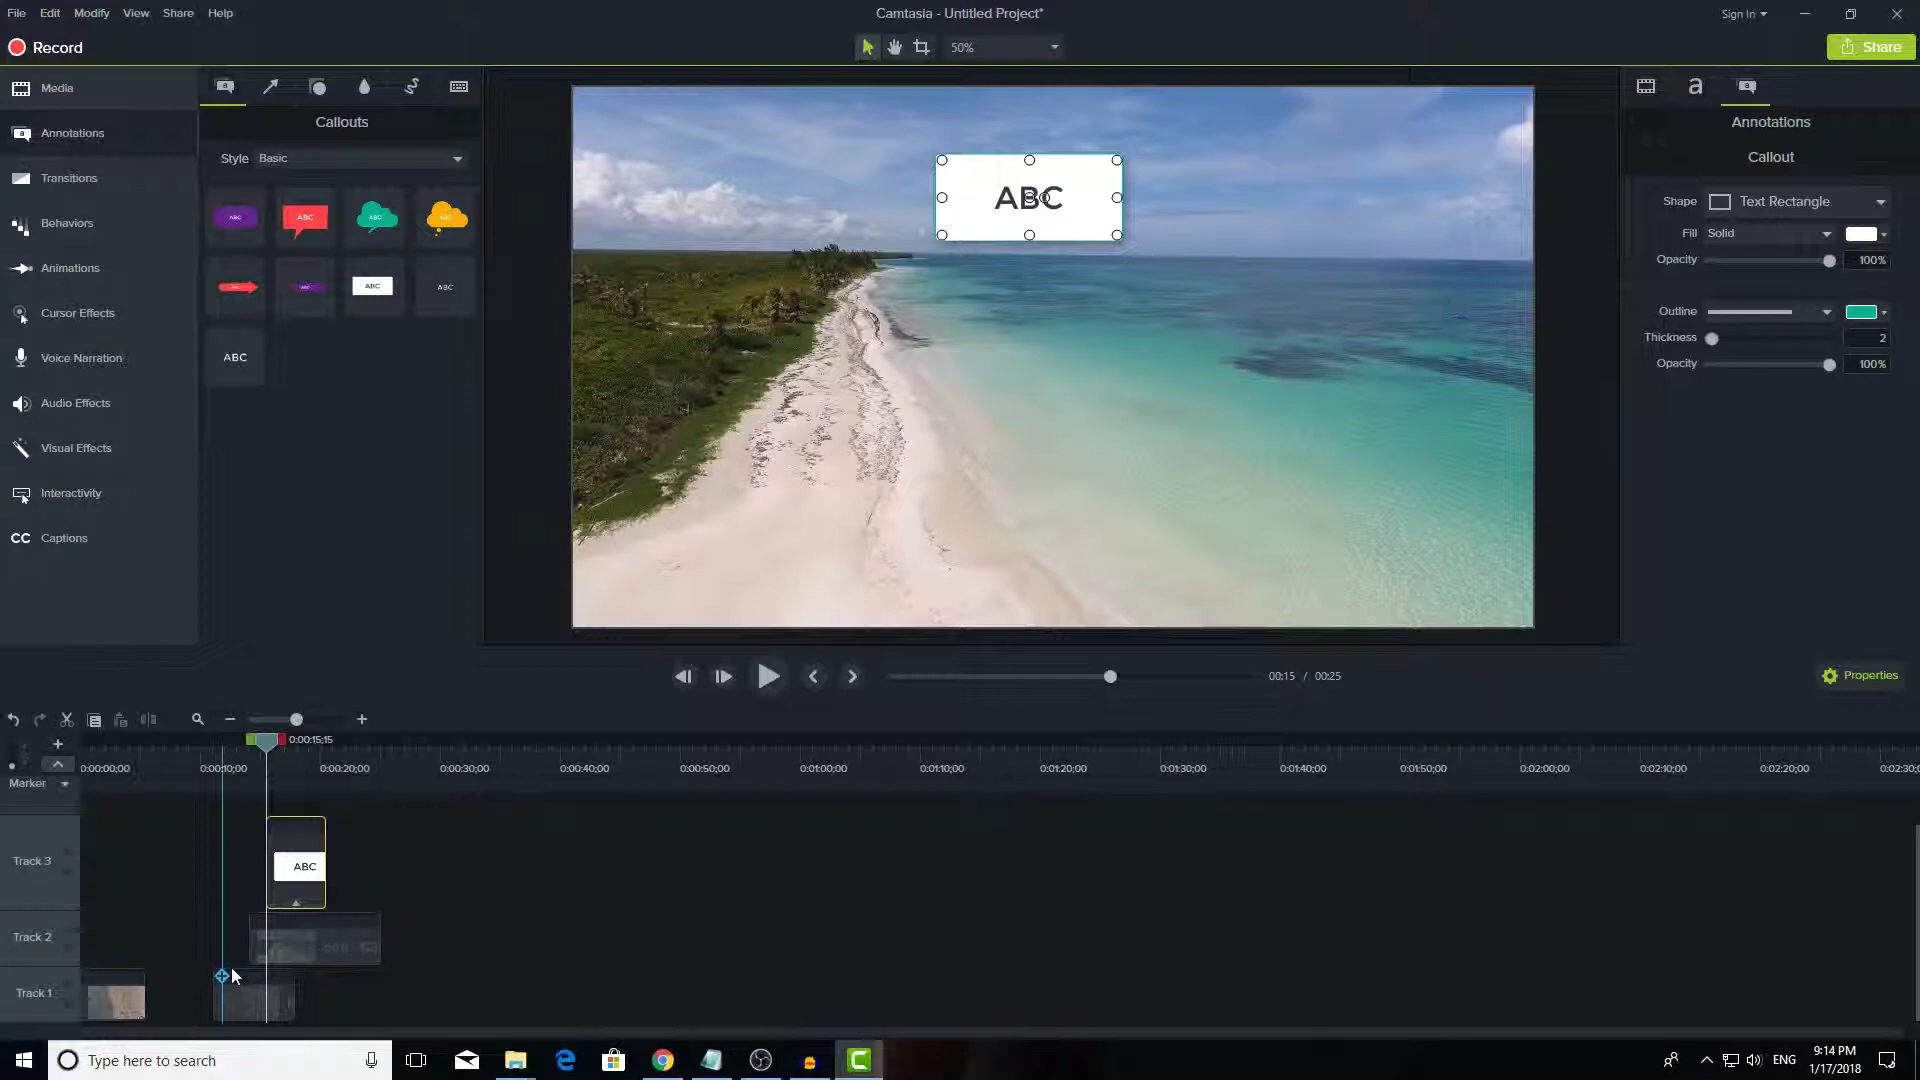 File Edit Modify View Share Help
Camtasia - Untitled Project*
Sign In
Record
50%
Share
Media
Annotations
Transitions
Behaviors
Animations
Cursor Effects
Voice Narration
Audio Effects
Visual Effects
Interactivity
CC Captions
a
Callouts
Style Basic
ABC
ABC
ABC
ABC
ABC
ABC
ABC
ABC
ABC
a
Annotations
Callout
Shape Text Rectangle
Fill Solid
Opacity 100%
Outline
Thickness 2
Opacity 100%
00:15 / 00:25
Properties
0:00:15;15
0:00:00;00 0:00:10;00 0:00:20;00 0:00:30;00 0:00:40;00 0:00:50;00 0:01:00;00 0:01:10;00 0:01:20;00 0:01:30;00 0:01:40;00 0:01:50;00 0:02:00;00 0:02:10;00 0:02:20;00
Marker
Track 3
ABC
Track 2
Track 1
Type here to search
ENG
9:14 PM
1/17/2018